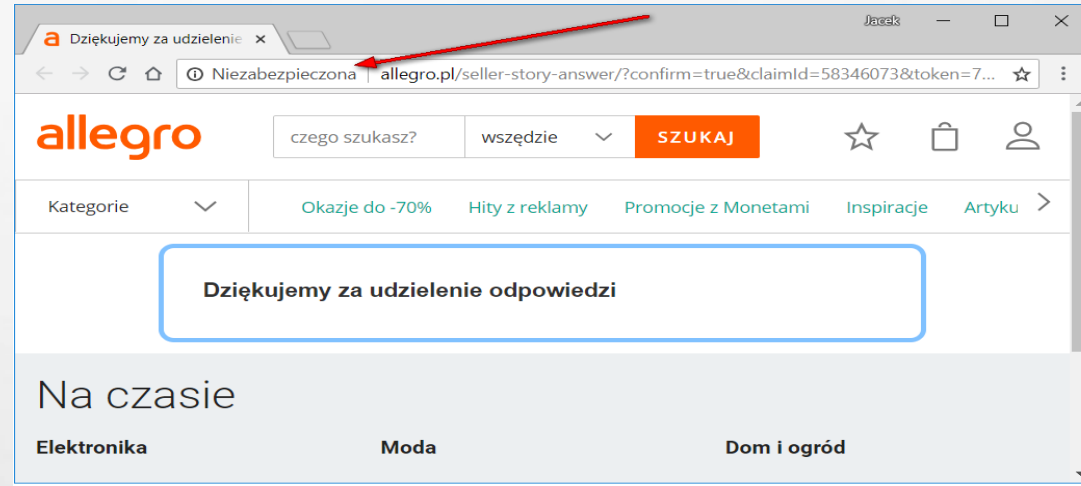 Dziękujemy za udzielenie
Jacek
Niezabezpieczona | allegro.pl/seller-story-answer/?confirm=true&claimId=58346073&token=7...
allegro
czego szukasz?
wszędzie
SZUKAJ
Kategorie
Okazje do -70%
Hity z reklamy
Promocje z Monetami
Inspiracje
Artyku
Dziękujemy za udzielenie odpowiedzi
Na czasie
Elektronika
Moda
Dom i ogród